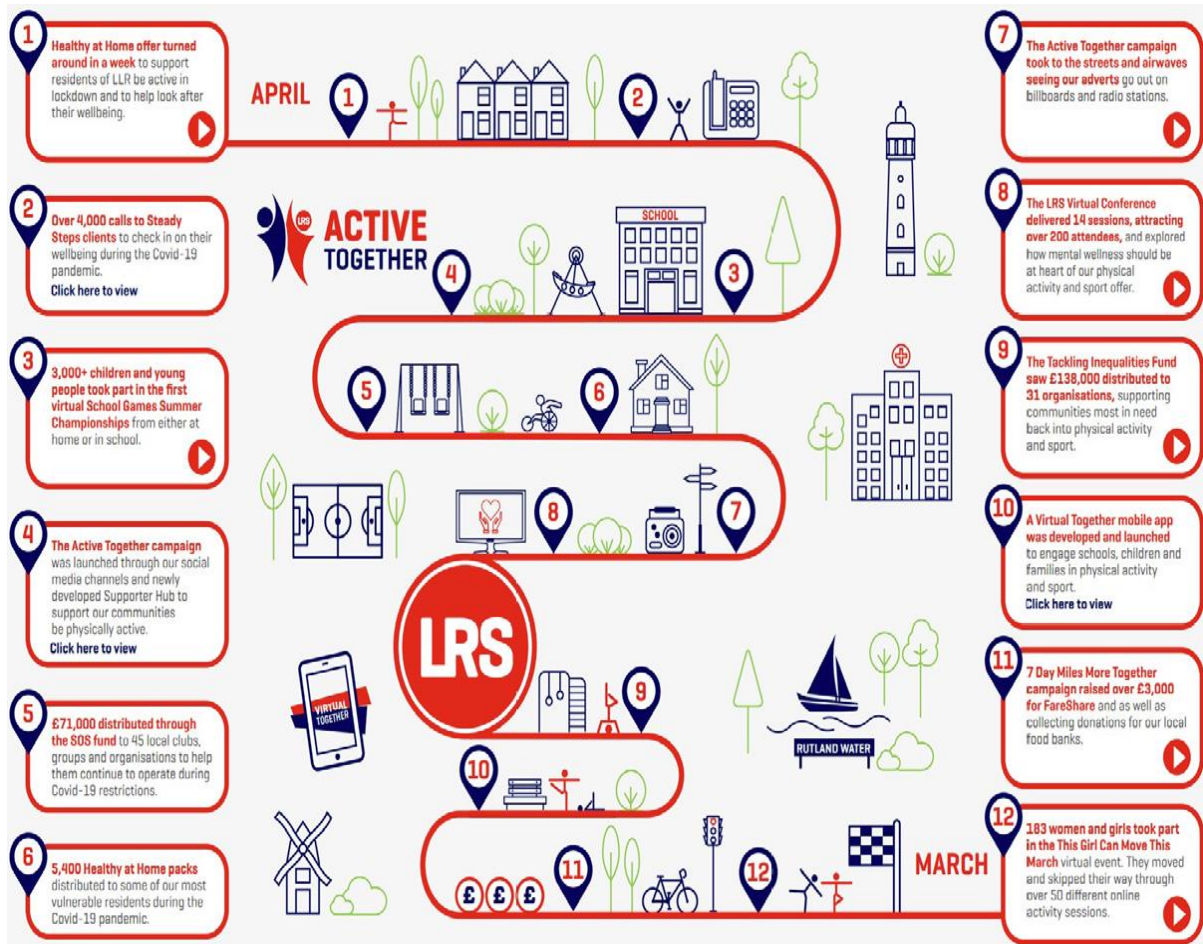 1
Healthy at Home offer turned
around in a week to support
residents of LLR be active in
lockdown and to help look after
their wellbeing.
2
Over 4,000 calls to Steady
Steps clients to check in on their
wellbeing during the Covid-19
pandemic.
Click here to view
3
3,000+ children and young
people took part in the first
virtual School Games Summer
Championships from either at
home or in school.
4
The Active Together campaign
was launched through our social
media channels and newly
developed Supporter Hub to
support our communities
be physically active.
Click here to view
5
£71,000 distributed through
the SOS fund to 45 local clubs,
groups and organisations to help
them continue to operate during
Covid-19 restrictions.
6
5,400 Healthy at Home packs
distributed to some of our most
vulnerable residents during the
Covid-19 pandemic.
APRIL
1
2
LRS
ACTIVE
TOGETHER
SCHOOL
4
3
5
6
8
7
LRS
VIRTUAL
TOGETHER
9
RUTLAND WATER
10
£ £ £
11
12
MARCH
7
The Active Together campaign
took to the streets and airwaves
seeing our adverts go out on
billboards and radio stations.
8
The LRS Virtual Conference
delivered 14 sessions, attracting
over 200 attendees, and explored
how mental wellness should be
at heart of our physical
activity and sport offer.
9
The Tackling Inequalities Fund
saw £138,000 distributed to
31 organisations, supporting
communities most in need
back into physical activity
and sport.
10
A Virtual Together mobile app
was developed and launched
to engage schools, children and
families in physical activity
and sport.
Click here to view
11
7 Day Miles More Together
campaign raised over £3,000
for FareShare and as well as
collecting donations for our local
food banks.
12
183 women and girls took part
in the This Girl Can Move This
March virtual event. They moved
and skipped their way through
over 50 different online
activity sessions.